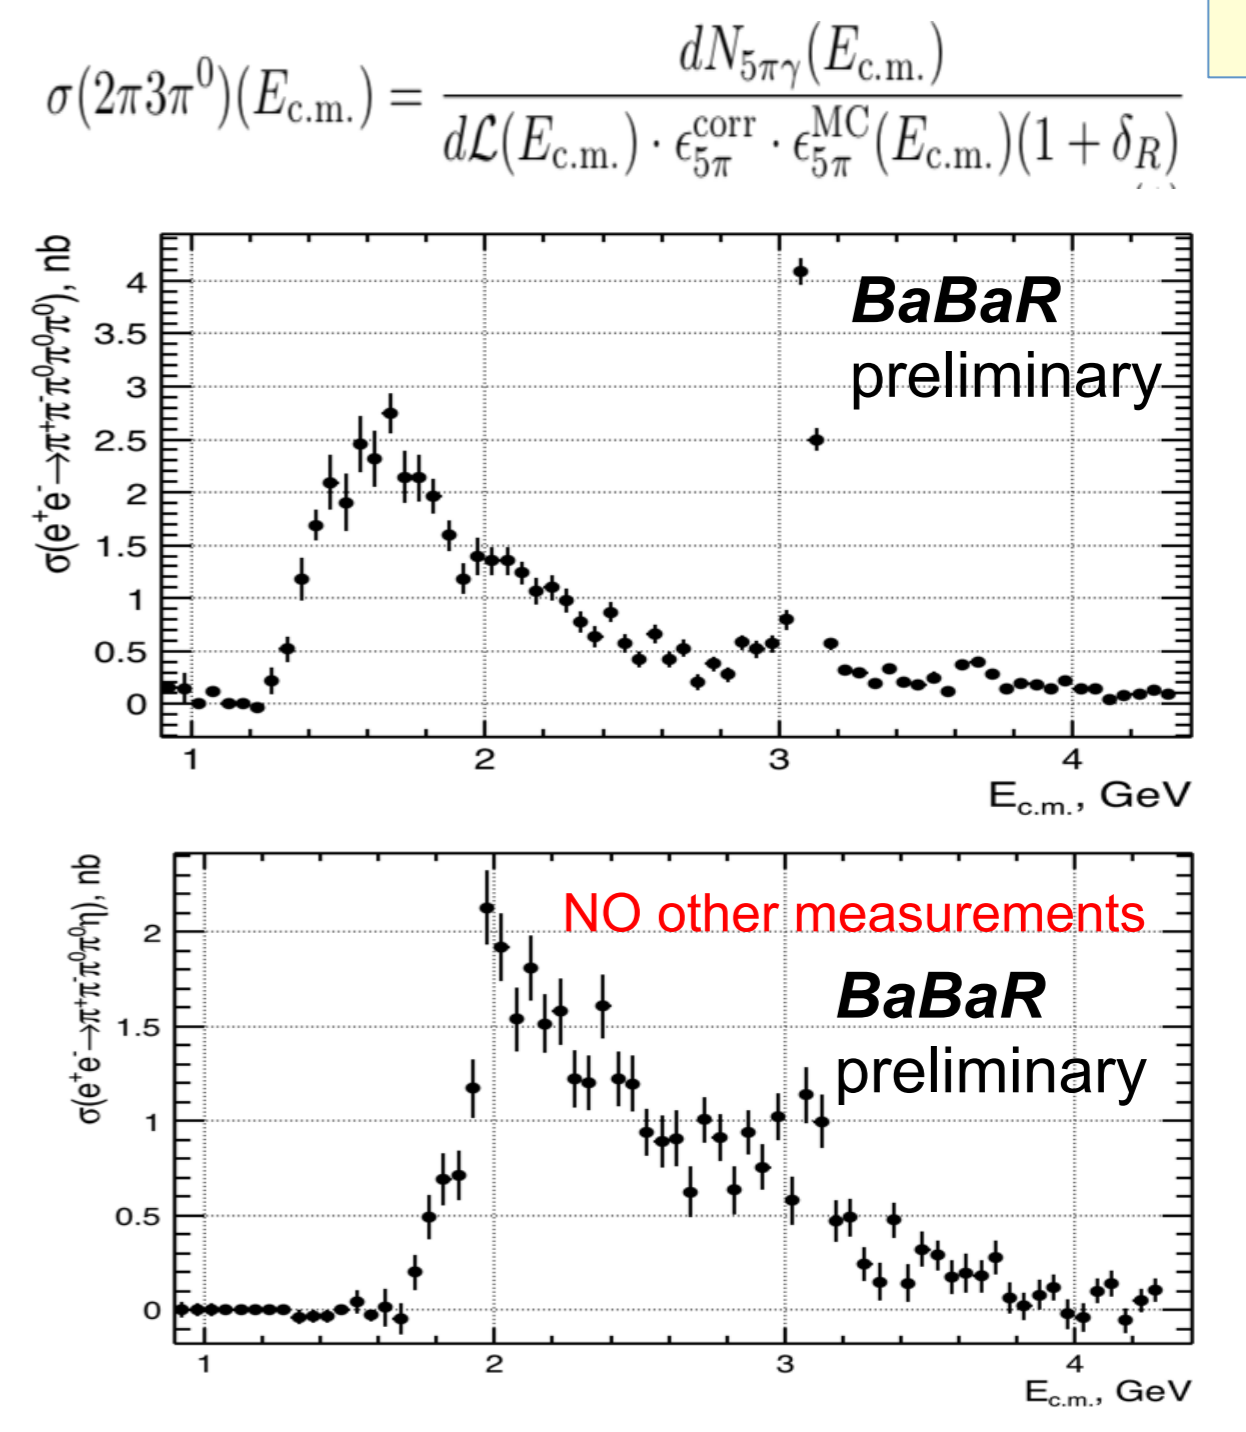 σ(2π3π⁰)(E_c.m.) = dN_5πγ(E_c.m.) / dℒ(E_c.m.) · ϵ_5π^corr · ϵ_5π^MC(E_c.m.)(1 + δ_R)
σ(e⁺e⁻→π⁺π⁻π⁰π⁰π⁰), nb
4
3.5
3
2.5
2
1.5
1
0.5
0
BaBaR
preliminary
1 2 3 4
E_c.m., GeV
σ(e⁺e⁻→π⁺π⁻π⁰π⁰η), nb
2
1.5
1
0.5
0
NO other measurements
BaBaR
preliminary
1 2 3 4
E_c.m., GeV